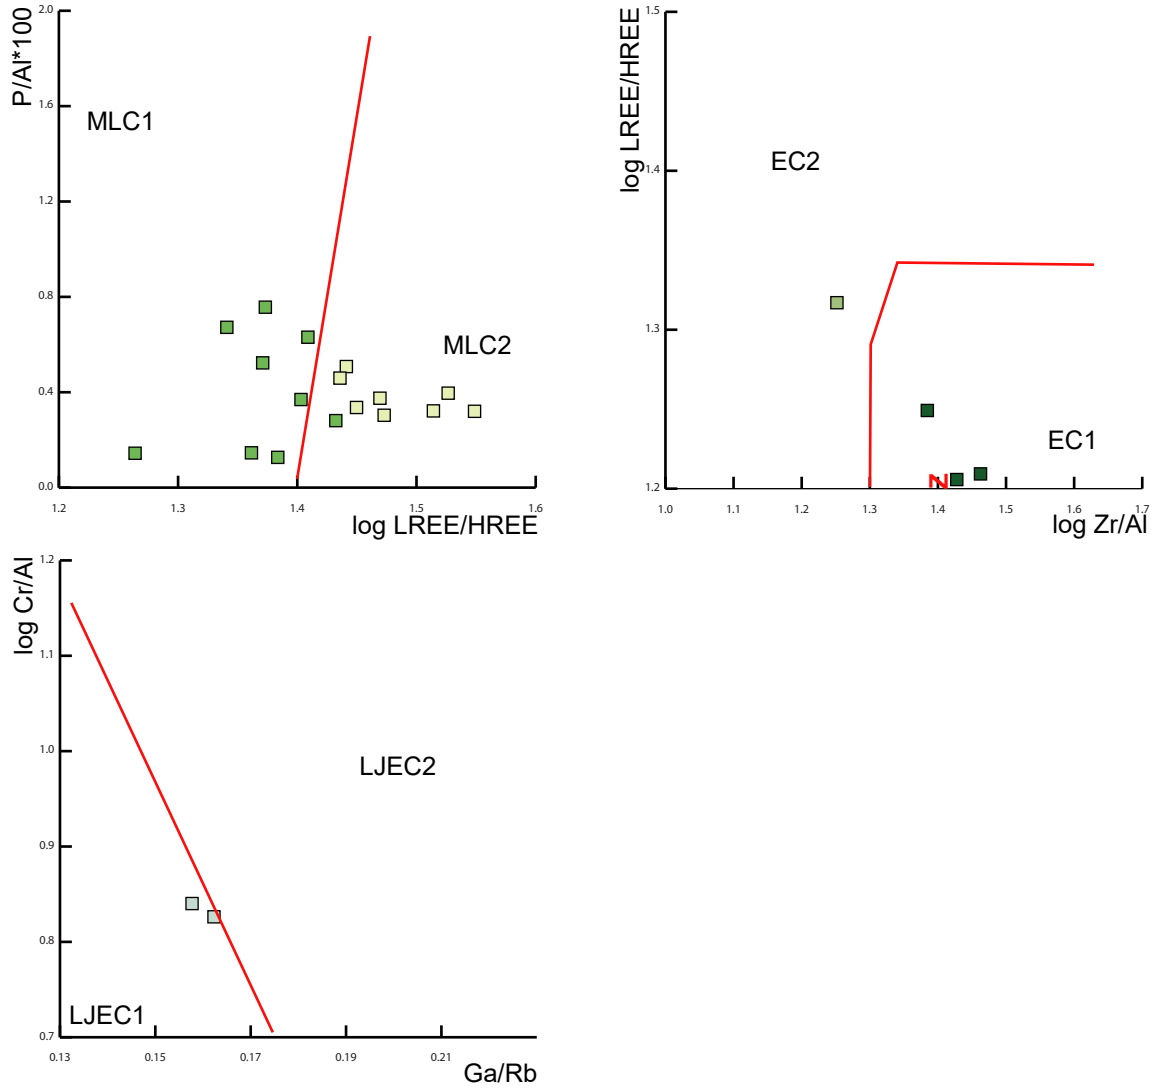 P/Al*100
2.0
1.6
1.2
0.8
0.4
0.0
MLC1
MLC2
1.2 1.3 1.4 1.5 1.6
log LREE/HREE
log LREE/HREE
1.5
1.4
1.3
1.2
EC2
EC1
N
1.0 1.1 1.2 1.3 1.4 1.5 1.6 1.7
log Zr/Al
log Cr/Al
1.2
1.1
1.0
0.9
0.8
0.7
LJEC2
LJEC1
0.13 0.15 0.17 0.19 0.21
Ga/Rb